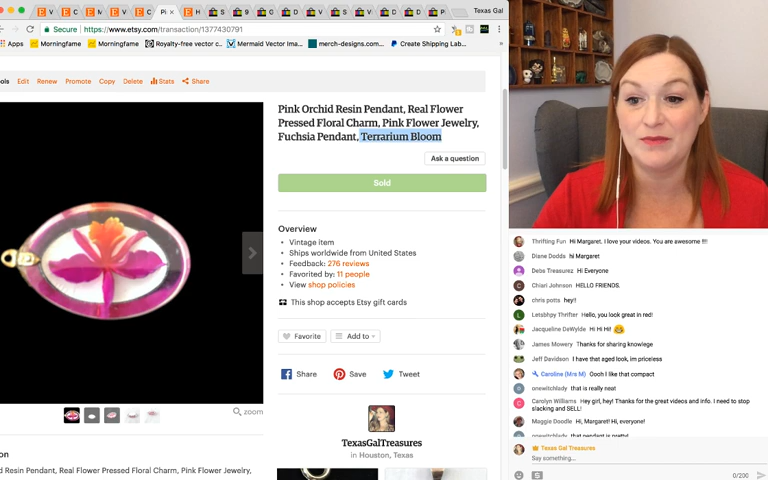 Texas Gal
Secure
https://www.etsy.com/transaction/1377430791
Apps
Morningfame
Morningfame
Royalty-free vector c...
Mermaid Vector Ima...
merch-designs.com...
Create Shipping Lab...
Edit
Renew
Promote
Copy
Delete
Stats
Share
Pink Orchid Resin Pendant, Real Flower
Pressed Floral Charm, Pink Flower Jewelry,
Fuchsia Pendant, Terrarium Bloom
Ask a question
Sold
Overview
• Vintage item
• Ships worldwide from United States
• Feedback: 276 reviews
• Favorited by: 11 people
• View shop policies
This shop accepts Etsy gift cards
Favorite
Add to
Share
Save
Tweet
zoom
TexasGalTreasures
in Houston, Texas
d Resin Pendant, Real Flower Pressed Floral Charm, Pink Flower Jewelry,
Thrifting Fun Hi Margaret. I love your videos. You are awesome !!!
Diane Dodds hi Margaret
Debs Treasurez Hi Everyone
Chiari Johnson HELLO FRIENDS.
chris potts hey!!
Letsbhpy Thrifter Hello, you look great in red!
Jacqueline DeWylde Hi Hi Hi! 😂
James Mowery Thanks for sharing knowlege
Jeff Davidson I have that aged look, im priceless
Caroline (Mrs M) Oooh I like that compact
onewitchlady that is really neat
Carolyn Williams Hey girl, hey! Thanks for the great videos and info. I need to stop
slacking and SELL!
Maggie Doodle Hi, Margaret! Hi, everyone!
onewitchlady that pendant is pretty!
Texas Gal Treasures
Say something...
0/200